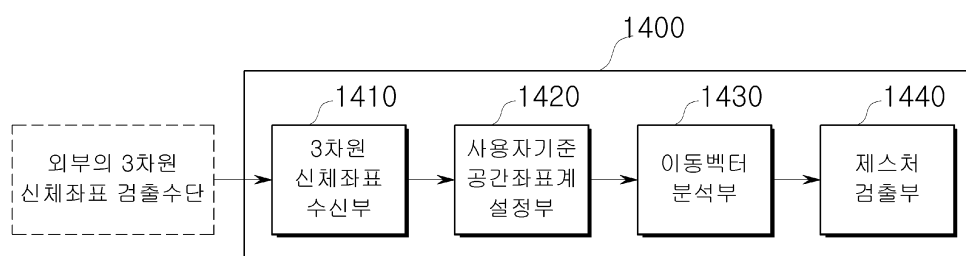 1400
1410
1420
1430
1440
외부의 3차원
신체좌표 검출수단
3차원
신체좌표
수신부
사용자기준
공간좌표계
설정부
이동벡터
분석부
제스처
검출부